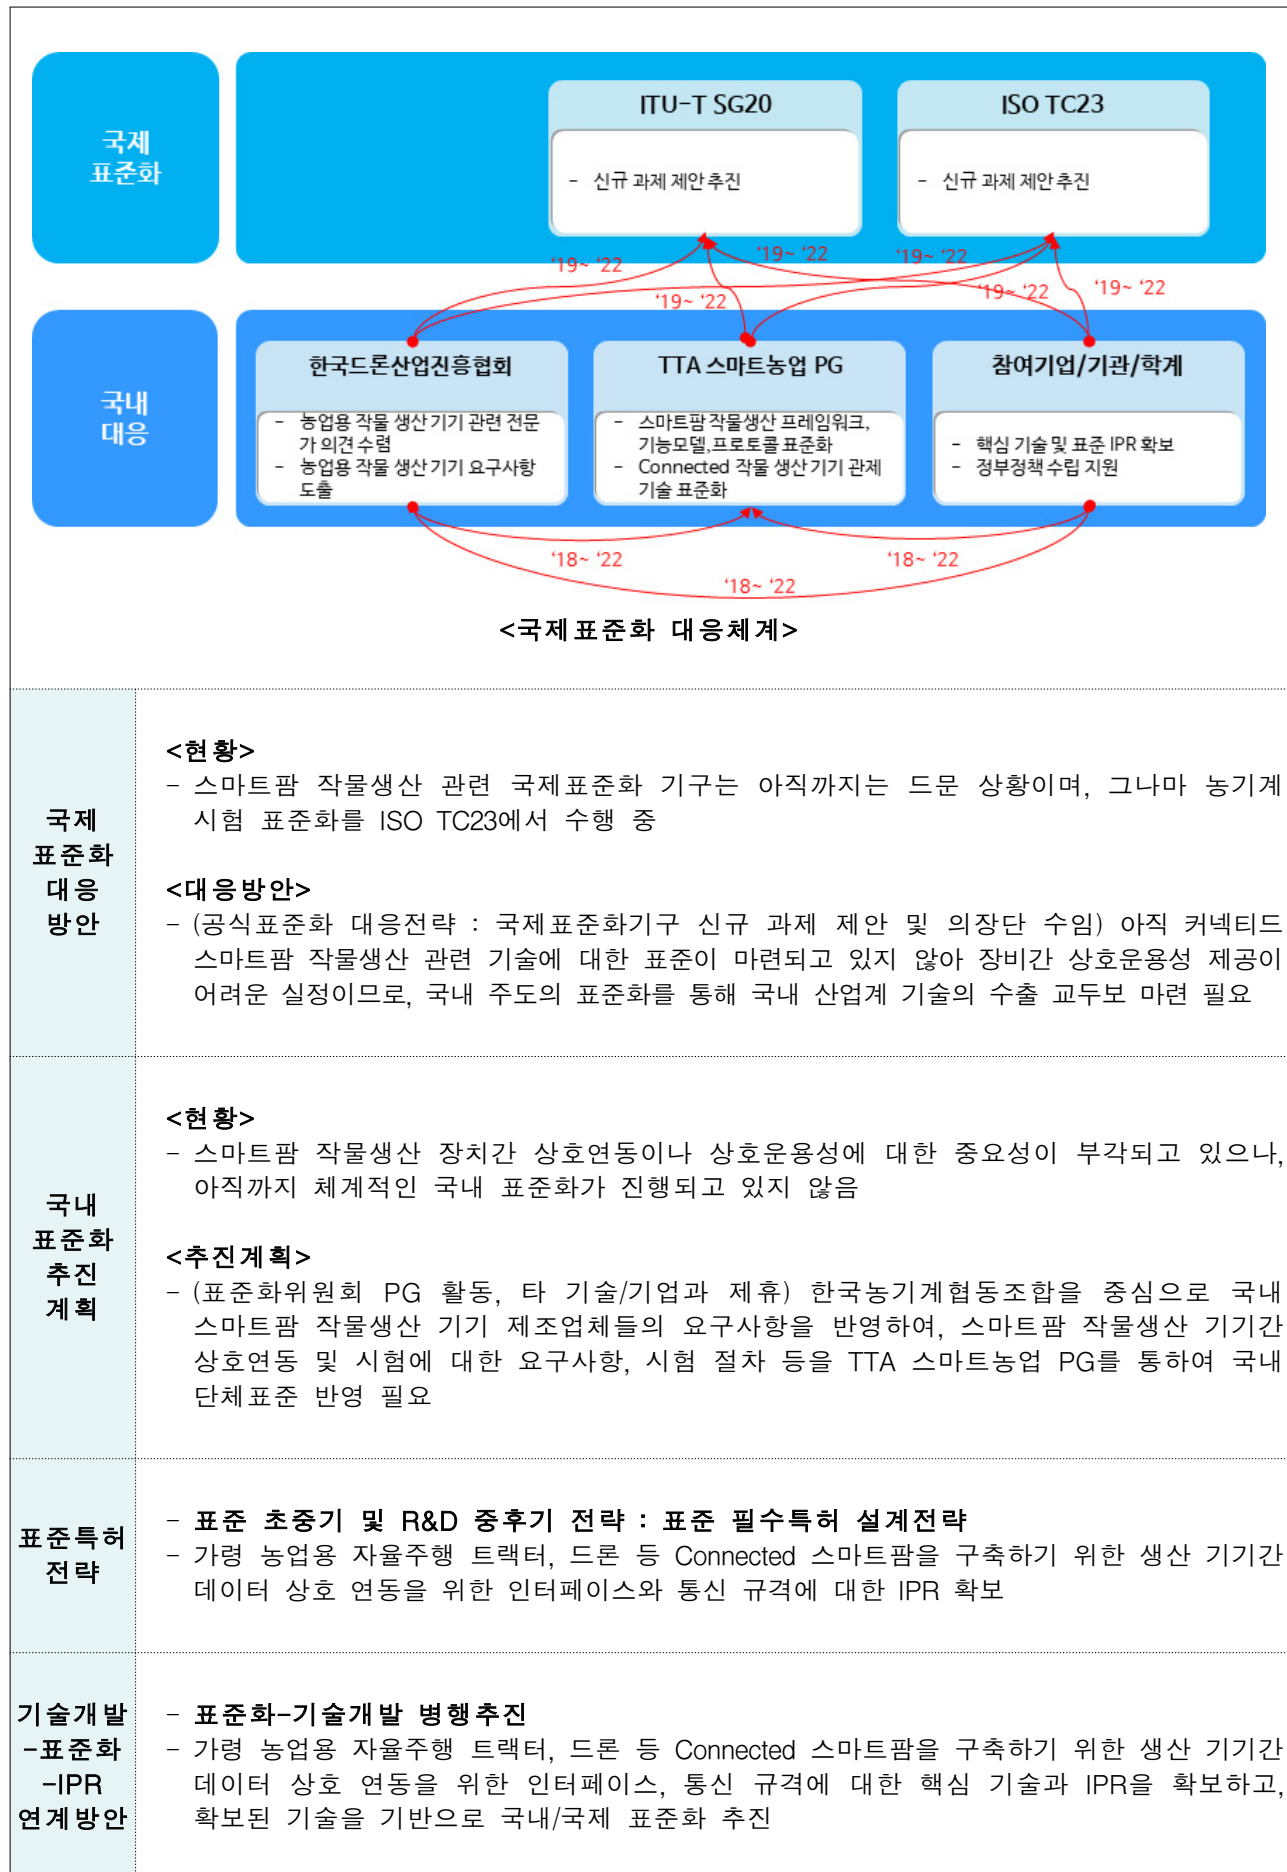 국제
표준화
ITU-T SG20
- 신규 과제 제안 추진
ISO TC23
- 신규 과제 제안 추진
‘19~ ‘22
‘19~ ‘22
‘19~ ‘22
‘19~ ‘22
‘19~ ‘22
‘19~ ‘22
국내
대응
한국드론산업진흥협회
- 농업용 작물 생산 기기 관련 전문
가 의견 수렴
- 농업용 작물 생산 기기 요구사항
도출
TTA 스마트농업 PG
- 스마트팜 작물생산 프레임워크,
기능모델,프로토콜 표준화
- Connected 작물 생산 기기 관제
기술 표준화
참여기업/기관/학계
- 핵심 기술 및 표준 IPR 확보
- 정부정책 수립 지원
‘18~ ‘22
‘18~ ‘22
‘18~ ‘22
<국제표준화 대응체계>
국제
표준화
대응
방안
<현황>
- 스마트팜 작물생산 관련 국제표준화 기구는 아직까지는 드문 상황이며, 그나마 농기계
시험 표준화를 ISO TC23에서 수행 중
<대응방안>
- (공식표준화 대응전략 : 국제표준화기구 신규 과제 제안 및 의장단 수임) 아직 커넥티드
스마트팜 작물생산 관련 기술에 대한 표준이 마련되고 있지 않아 장비간 상호운용성 제공이
어려운 실정이므로, 국내 주도의 표준화를 통해 국내 산업계 기술의 수출 교두보 마련 필요
국내
표준화
추진
계획
<현황>
- 스마트팜 작물생산 장치간 상호연동이나 상호운용성에 대한 중요성이 부각되고 있으나,
아직까지 체계적인 국내 표준화가 진행되고 있지 않음
<추진계획>
- (표준화위원회 PG 활동, 타 기술/기업과 제휴) 한국농기계협동조합을 중심으로 국내
스마트팜 작물생산 기기 제조업체들의 요구사항을 반영하여, 스마트팜 작물생산 기기간
상호연동 및 시험에 대한 요구사항, 시험 절차 등을 TTA 스마트농업 PG를 통하여 국내
단체표준 반영 필요
표준특허
전략
- 표준 초중기 및 R&D 중후기 전략 : 표준 필수특허 설계전략
- 가령 농업용 자율주행 트랙터, 드론 등 Connected 스마트팜을 구축하기 위한 생산 기기간
데이터 상호 연동을 위한 인터페이스와 통신 규격에 대한 IPR 확보
기술개발
-표준화
-IPR
연계방안
- 표준화-기술개발 병행추진
- 가령 농업용 자율주행 트랙터, 드론 등 Connected 스마트팜을 구축하기 위한 생산 기기간
데이터 상호 연동을 위한 인터페이스, 통신 규격에 대한 핵심 기술과 IPR을 확보하고,
확보된 기술을 기반으로 국내/국제 표준화 추진